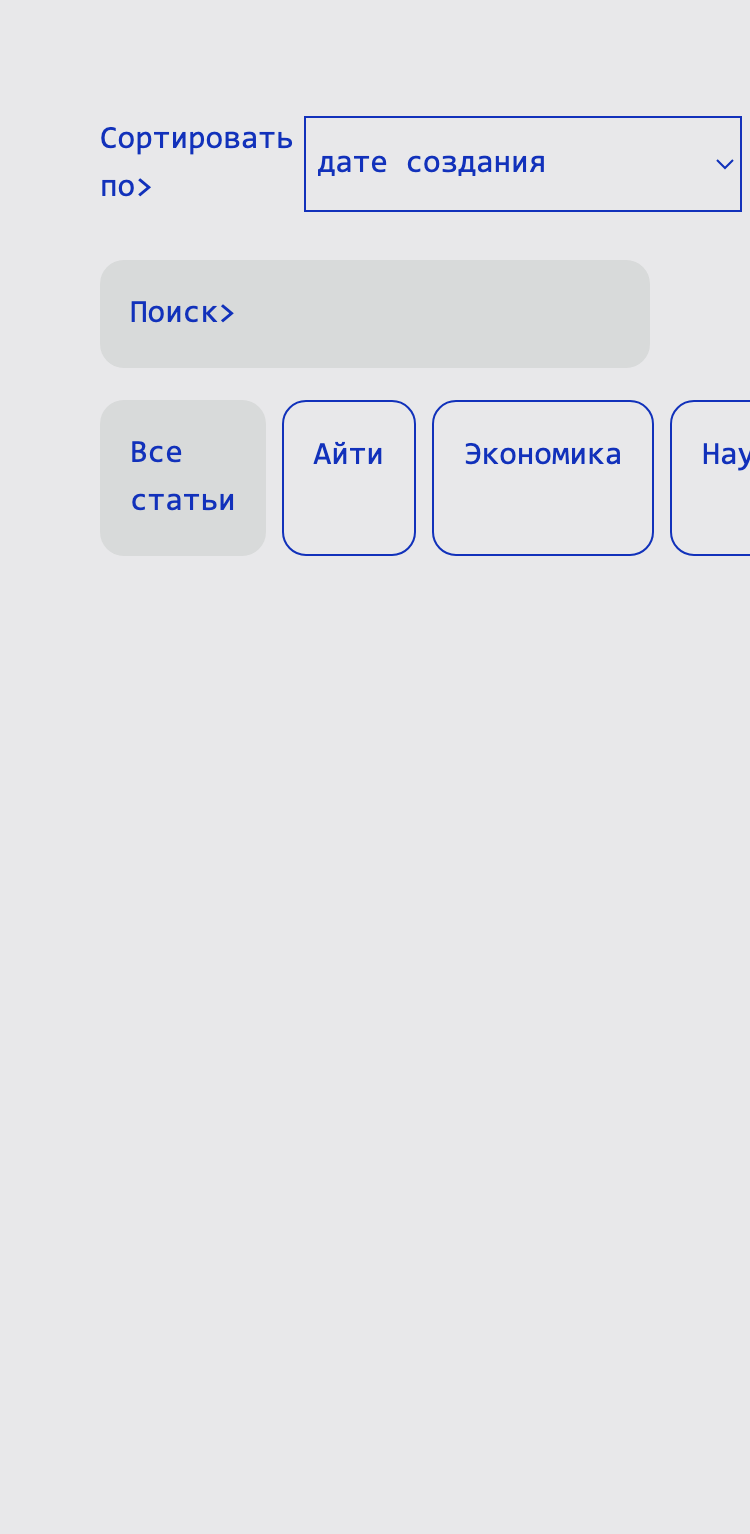 Сортировать
по>
дате создания
Поиск>
Все
статьи
Айти
Экономика